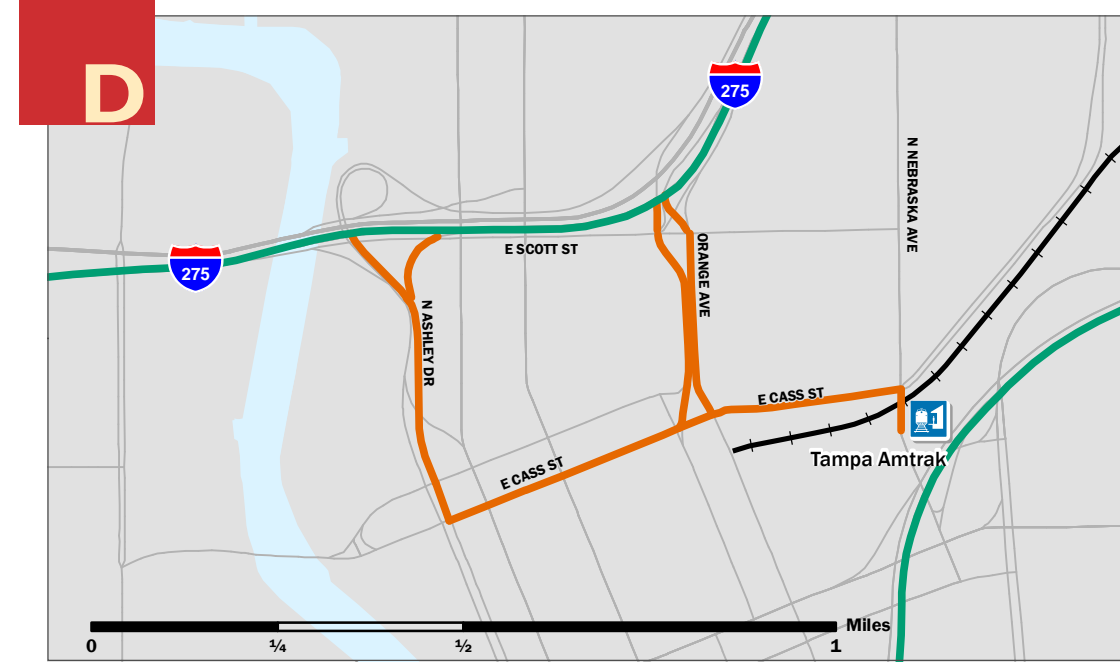 D
275
275
N NEBRASKA AVE
E SCOTT ST
ORANGE AVE
N ASHLEY DR
E CASS ST
E CASS ST
Tampa Amtrak
Miles
0 ¼ ½ 1